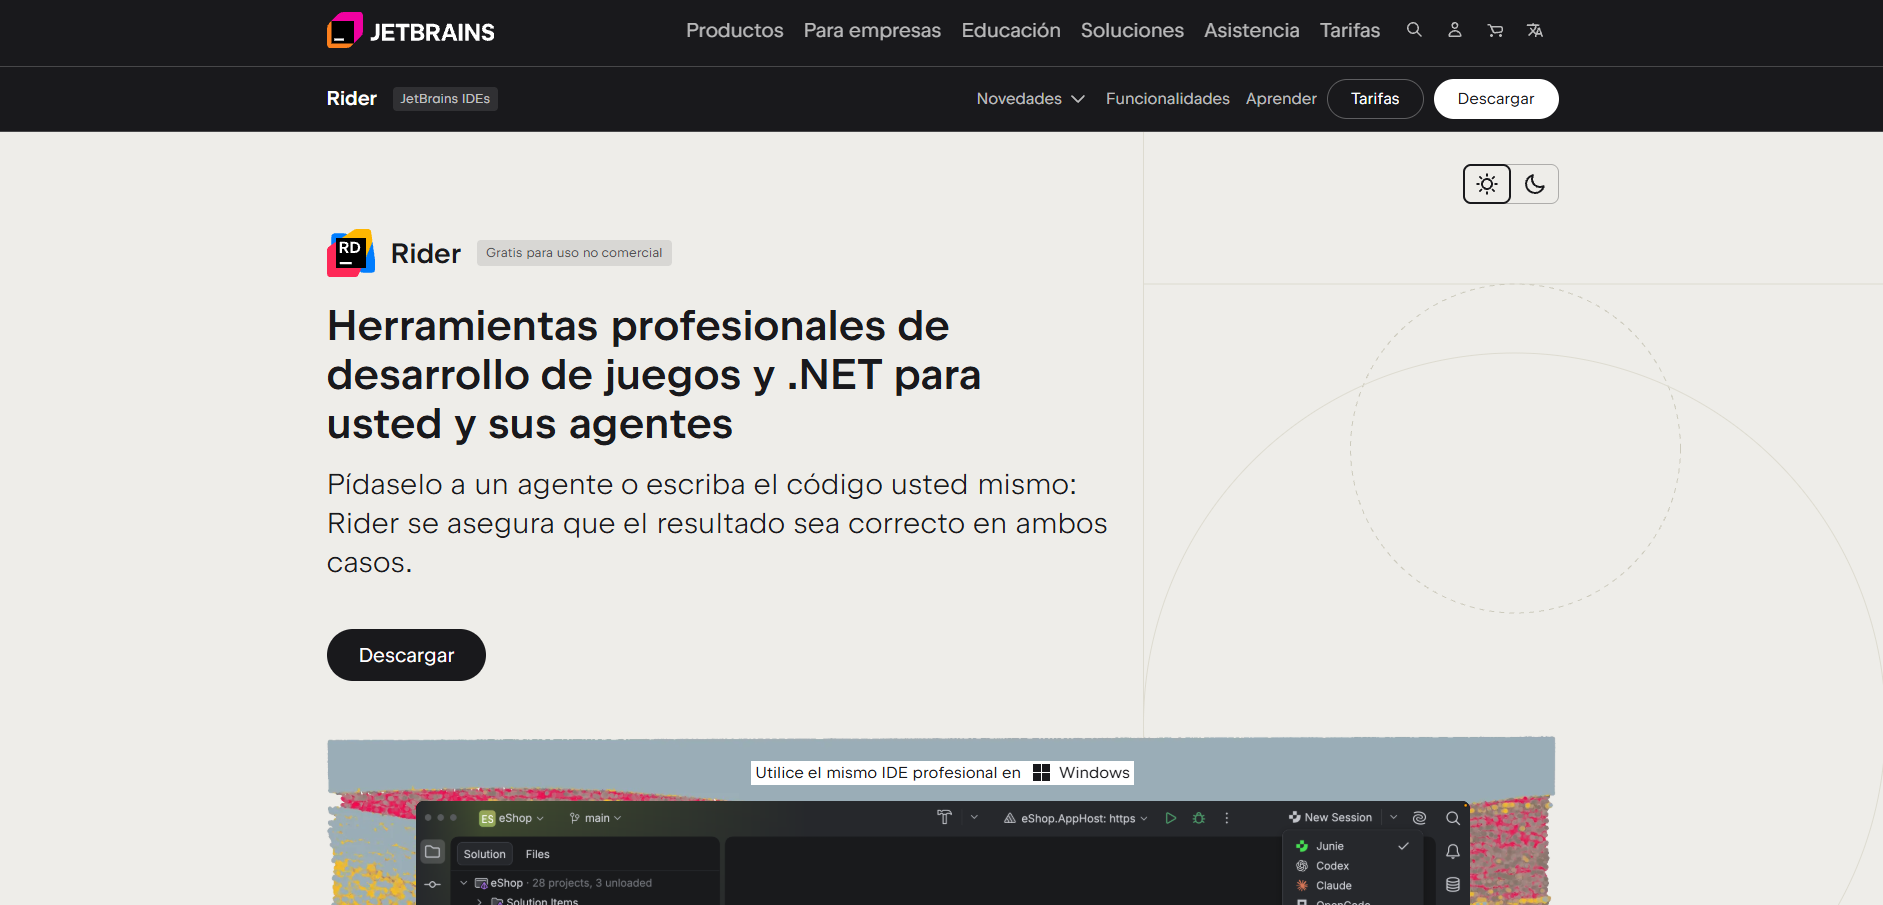 JETBRAINS
Productos Para empresas Educación Soluciones Asistencia Tarifas
Rider JetBrains IDEs
Novedades Funcionalidades Aprender Tarifas Descargar
RD Rider Gratis para uso no comercial
Herramientas profesionales de
desarrollo de juegos y .NET para
usted y sus agentes
Pídaselo a un agente o escriba el código usted mismo:
Rider se asegura que el resultado sea correcto en ambos
casos.
Descargar
Utilice el mismo IDE profesional en Windows
ES eShop main eShop.AppHost: https New Session
Solution Files
Junie
Codex
Claude
OpenCode
eShop · 28 projects, 3 unloaded
Solution Items